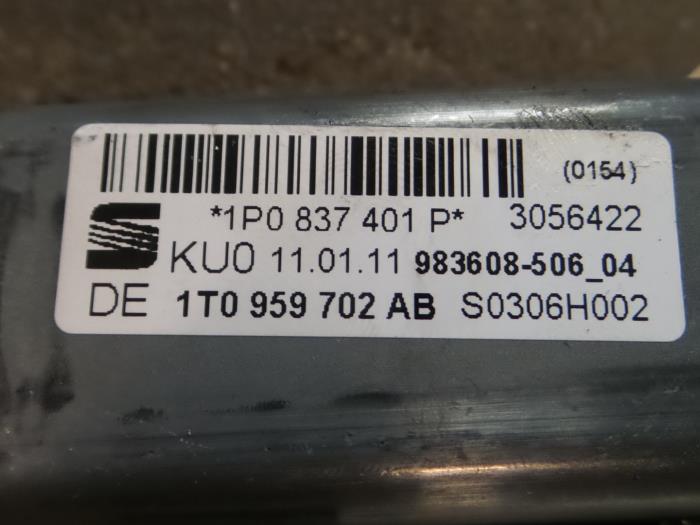 (0154)
*1P0 837 401 P* 3056422
KU0 11.01.11 983608-506_04
DE 1T0 959 702 AB S0306H002